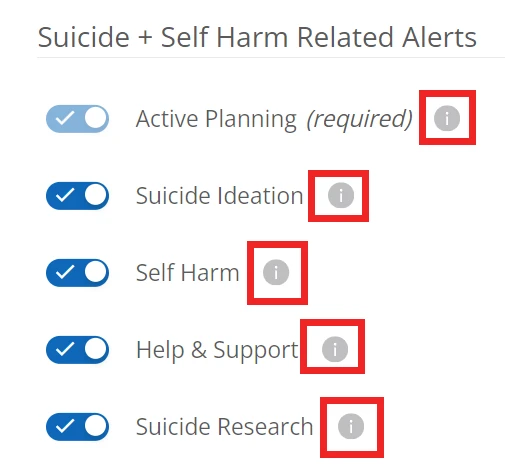 Suicide + Self Harm Related Alerts
Active Planning (required) i
Suicide Ideation i
Self Harm i
Help & Support i
Suicide Research i